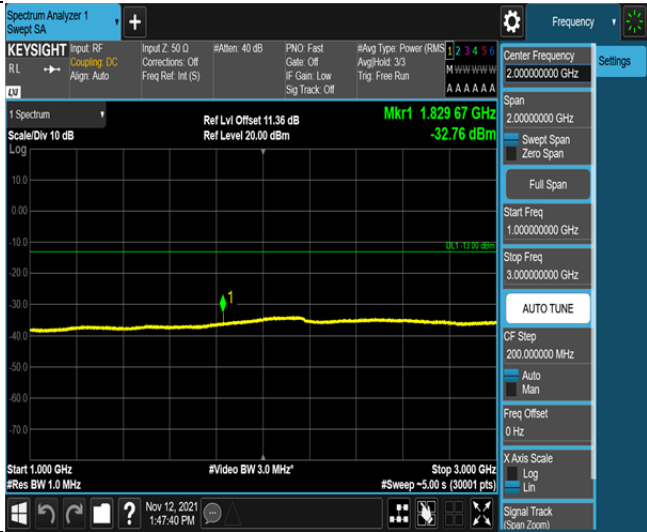 Spectrum Analyzer 1
Swept SA
Frequency
KEYSIGHT
RL
LXI
Input: RF
Coupling: DC
Align: Auto
Input Z: 50 Ω
Corrections: Off
Freq Ref: Int (S)
#Atten: 40 dB
PNO: Fast
Gate: Off
IF Gain: Low
Sig Track: Off
#Avg Type: Power (RMS
Avg|Hold: 3/3
Trig: Free Run
1 2 3 4 5 6
M W W W W W
A A A A A A
1 Spectrum
Scale/Div 10 dB
Log
Ref Lvl Offset 11.36 dB
Ref Level 20.00 dBm
Mkr1 1.829 67 GHz
-32.76 dBm
10.0
0.00
-10.0
DL1 -13.00 dBm
-20.0
-30.0
1
-40.0
-50.0
-60.0
-70.0
Start 1.000 GHz
#Res BW 1.0 MHz
#Video BW 3.0 MHz*
Stop 3.000 GHz
#Sweep ~5.00 s (30001 pts)
?
Nov 12, 2021
1:47:40 PM
Center Frequency
2.000000000 GHz
Settings
Span
2.00000000 GHz
Swept Span
Zero Span
Full Span
Start Freq
1.000000000 GHz
Stop Freq
3.000000000 GHz
AUTO TUNE
CF Step
200.000000 MHz
Auto
Man
Freq Offset
0 Hz
X Axis Scale
Log
Lin
Signal Track
(Span Zoom)